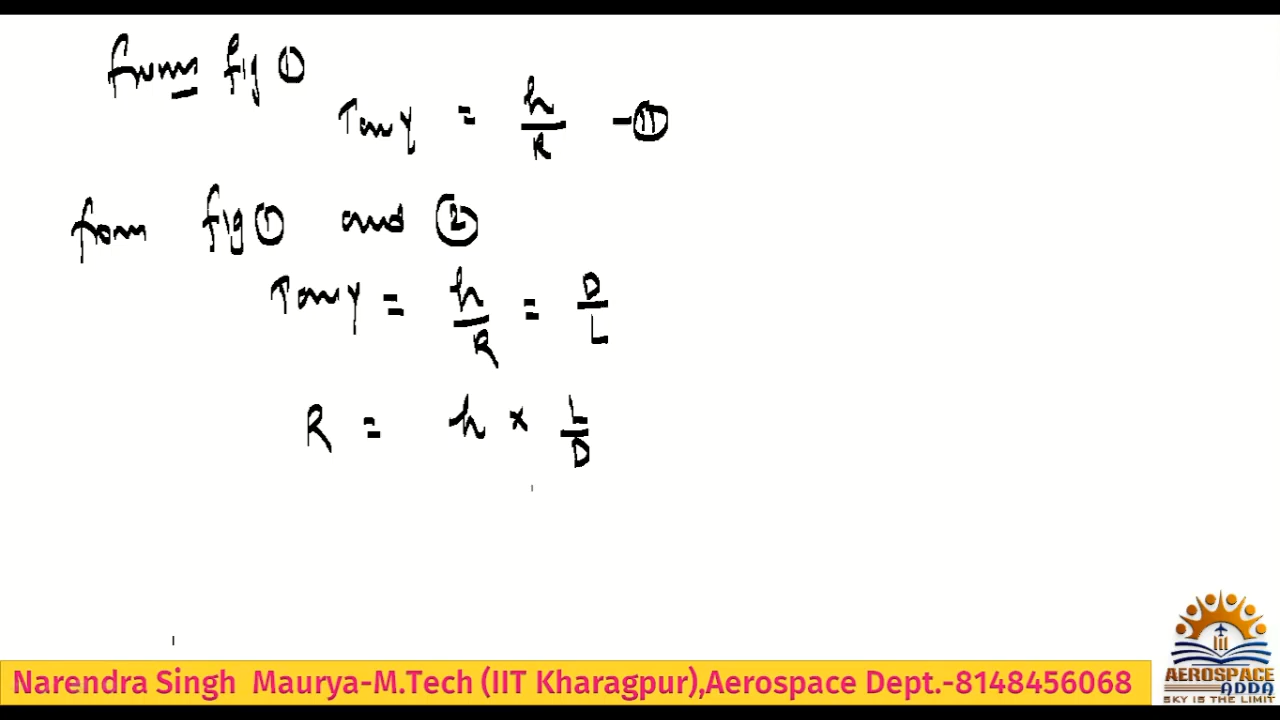 from fig ①
Tan γ = h/R - ⑪
from fig ① and ②
Tan γ = h/R = D/L
R = h × L/D
Narendra Singh Maurya-M.Tech (IIT Kharagpur),Aerospace Dept.-8148456068
AEROSPACE
ADDA
SKY IS THE LIMIT